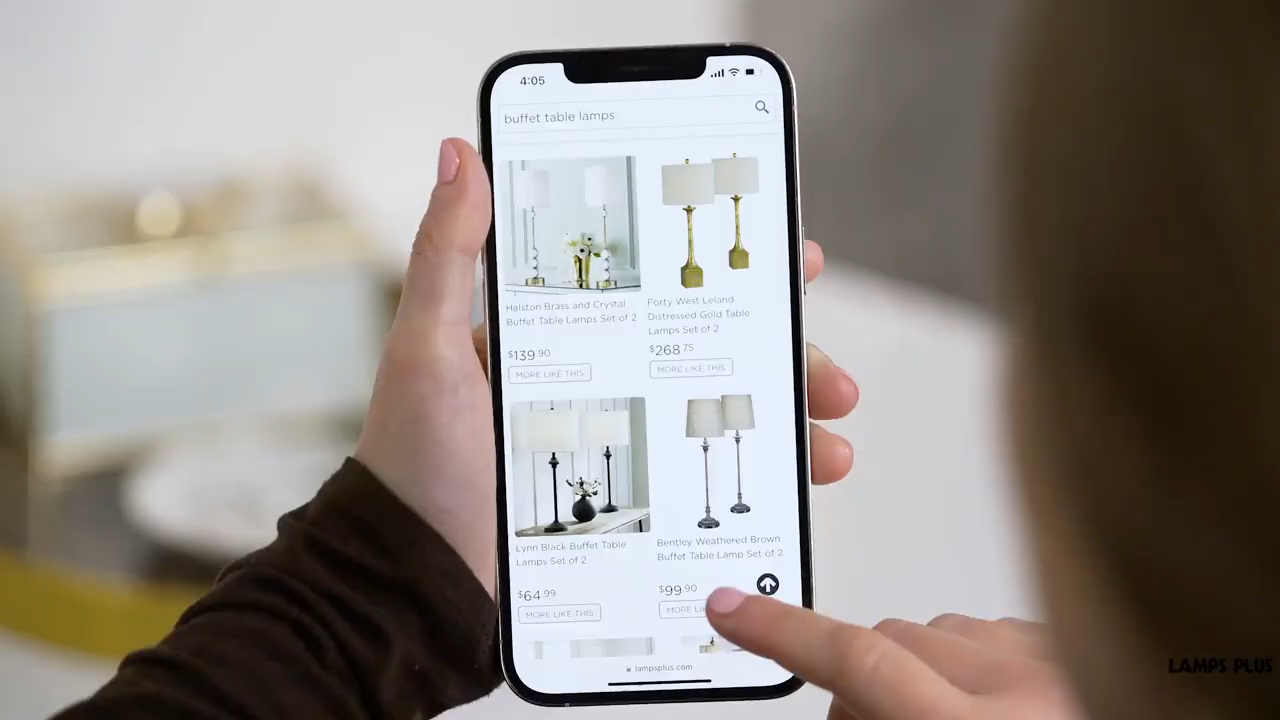 4:05
buffet table lamps
Halston Brass and Crystal
Buffet Table Lamps Set of 2
$139.90
MORE LIKE THIS
Forty West Leland
Distressed Gold Table
Lamps Set of 2
$268.75
MORE LIKE THIS
Lynn Black Buffet Table
Lamps Set of 2
$64.99
MORE LIKE THIS
Bentley Weathered Brown
Buffet Table Lamp Set of 2
$99.90
MORE
lampsplus.com
LAMPS PLUS